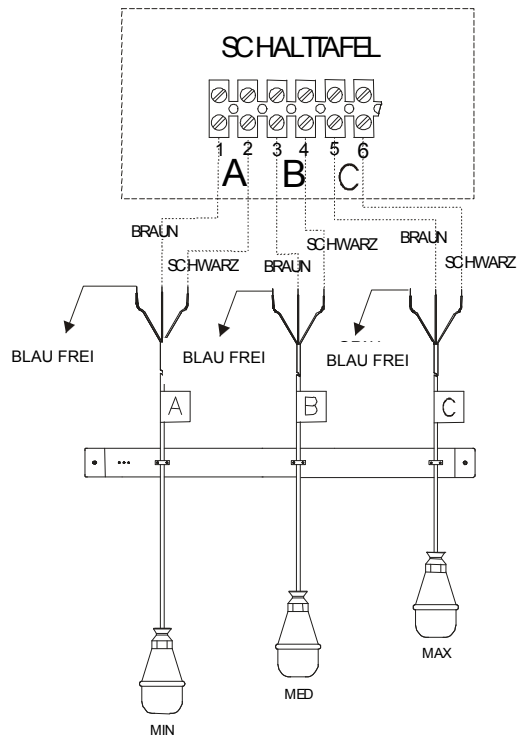 SCHALTTAFEL
1 2 3 4 5 6
A B C
BRAUN
SCHWARZ
BRAUN
SCHWARZ
BRAUN
SCHWARZ
BLAU FREI
BLAU FREI
BLAU FREI
A B C
MAX
MED
MIN